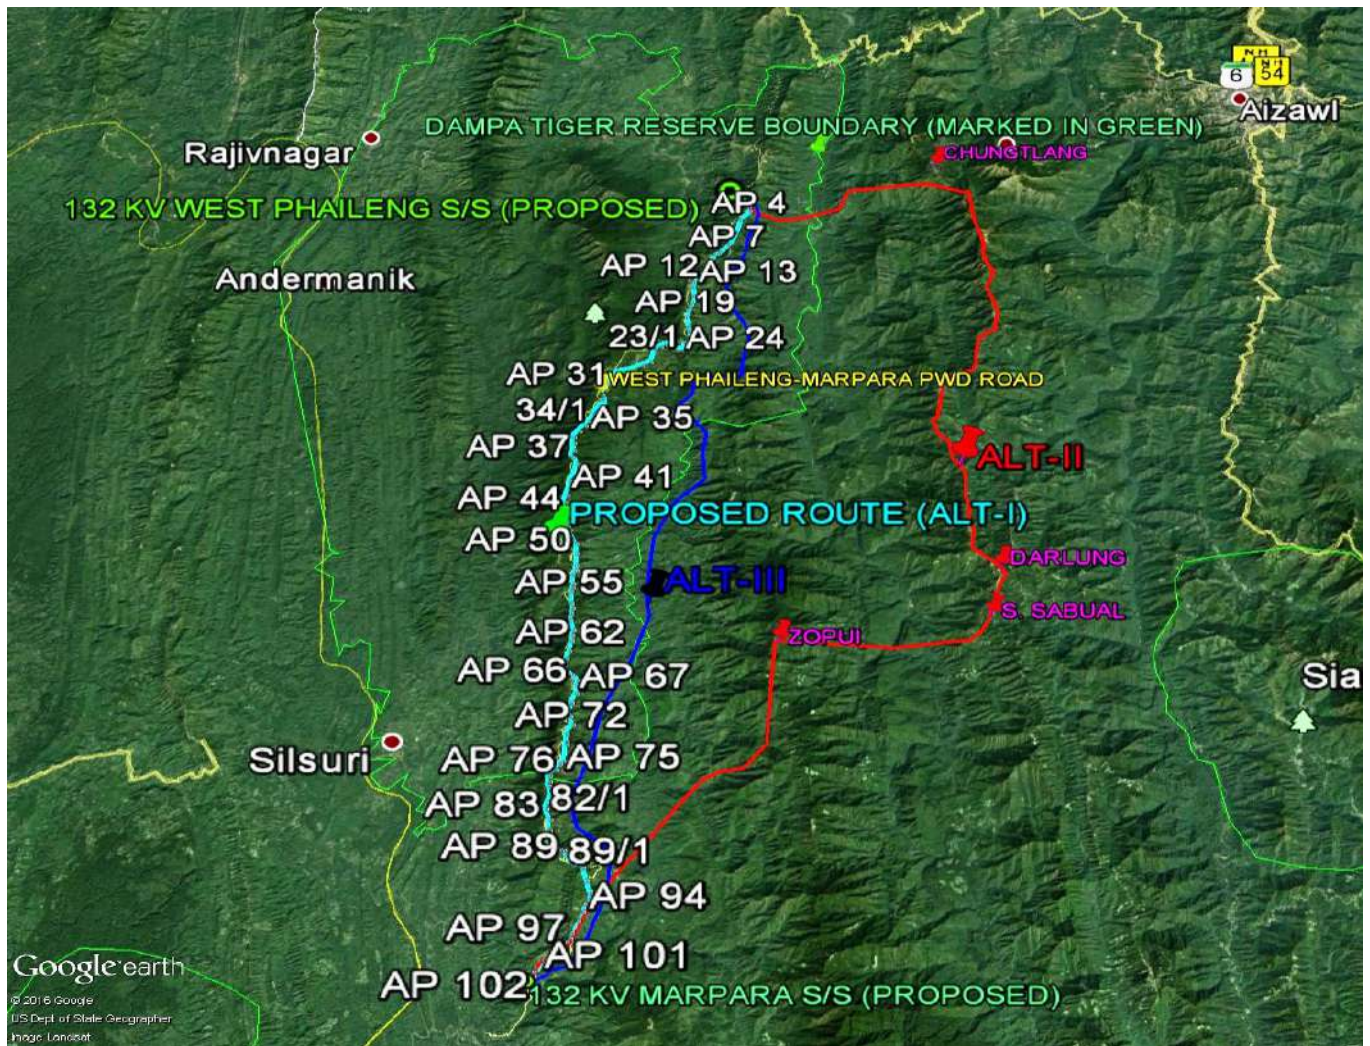 NH
NH
6
54
Aizawl
DAMPA TIGER RESERVE BOUNDARY (MARKED IN GREEN)
CHUNGTLANG
Rajivnagar
132 KV WEST PHAILENG S/S (PROPOSED)
AP 4
AP 7
AP 12
AP 13
Andermanik
AP 19
23/1
AP 24
AP 31
WEST PHAILENG-MARPARA PWD ROAD
34/1
AP 35
AP 37
ALT-II
AP 41
AP 44
PROPOSED ROUTE (ALT-I)
AP 50
DARLUNG
AP 55
ALT-III
S. SABUAL
AP 62
ZOPUI
AP 66
AP 67
Sia
AP 72
AP 76
AP 75
Silsuri
AP 83
82/1
AP 89
89/1
AP 94
AP 97
AP 101
AP 102
132 KV MARPARA S/S (PROPOSED)
Google earth
© 2016 Google
US Dept of State Geographer
Image Landsat